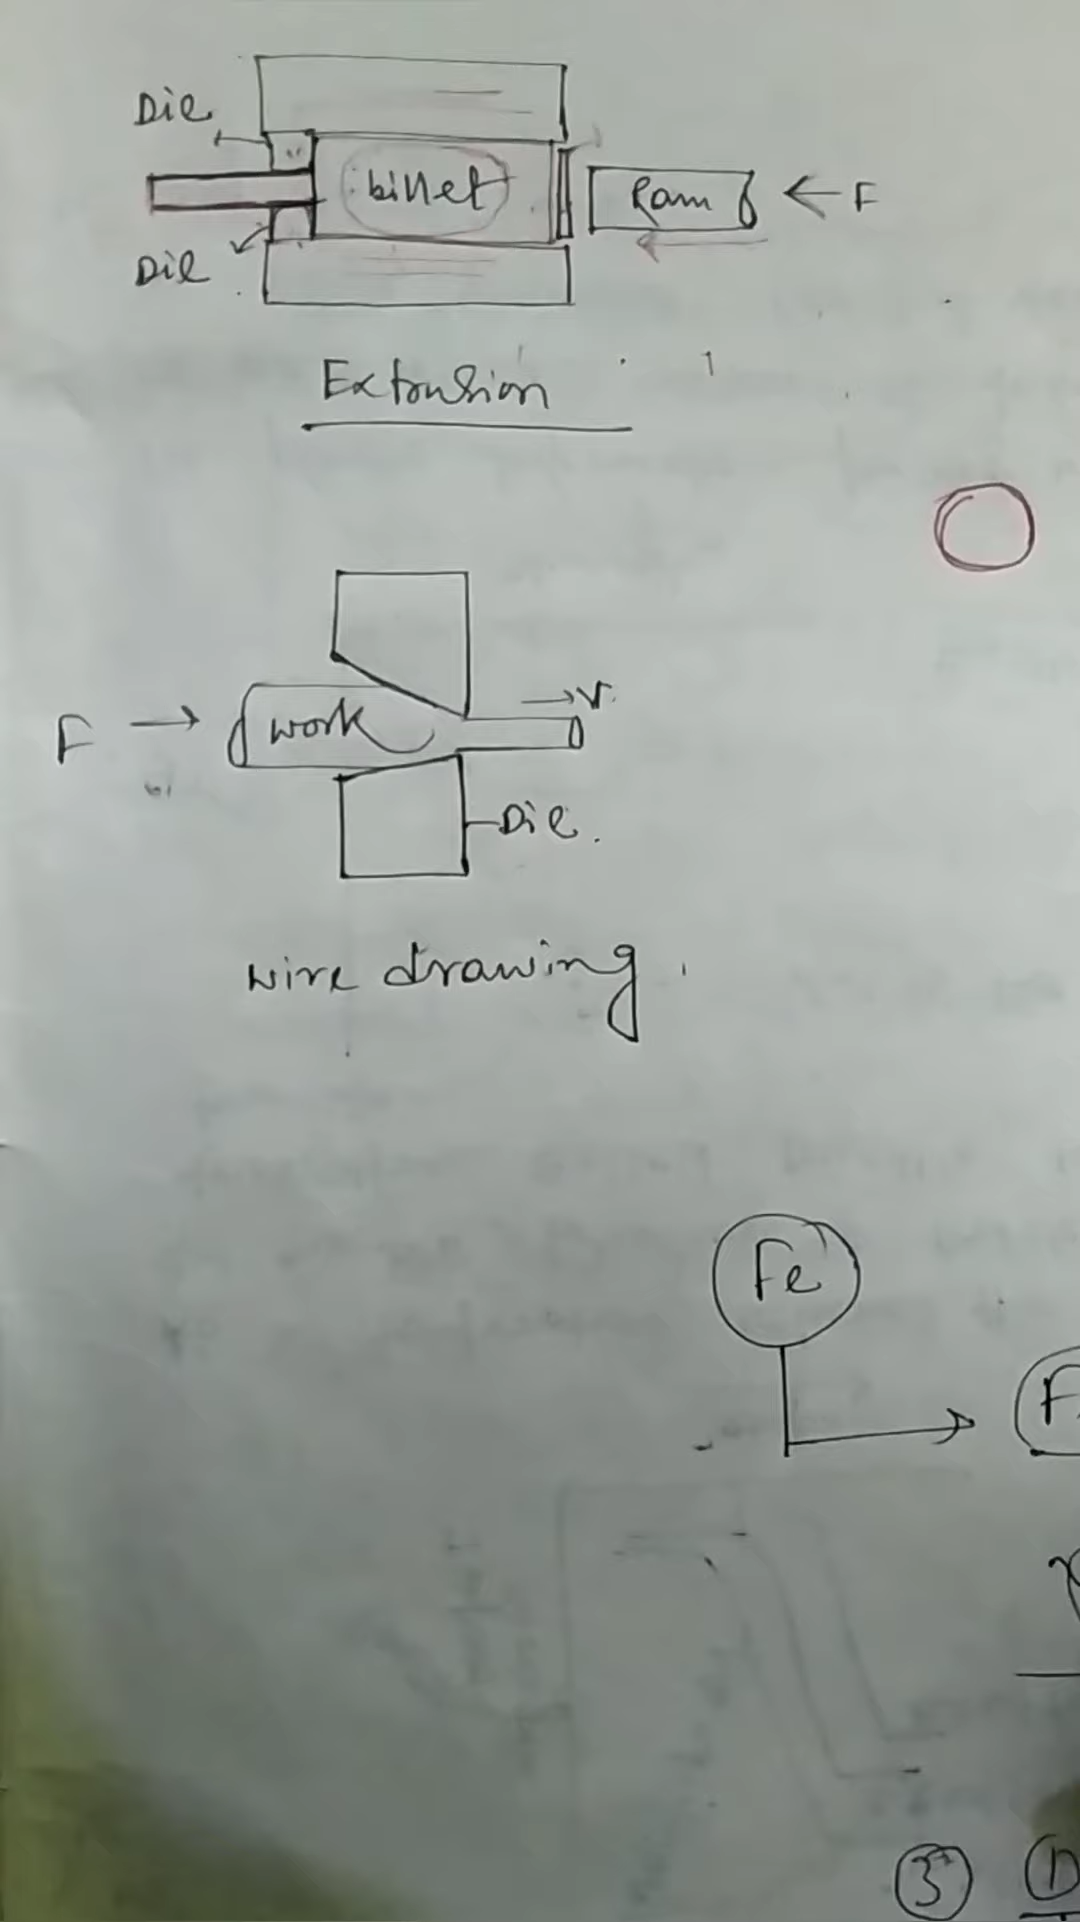 Die
billet
Ram
← F
Die
Extrusion
F →
work
→ V
Die.
wire drawing.
Fe
3